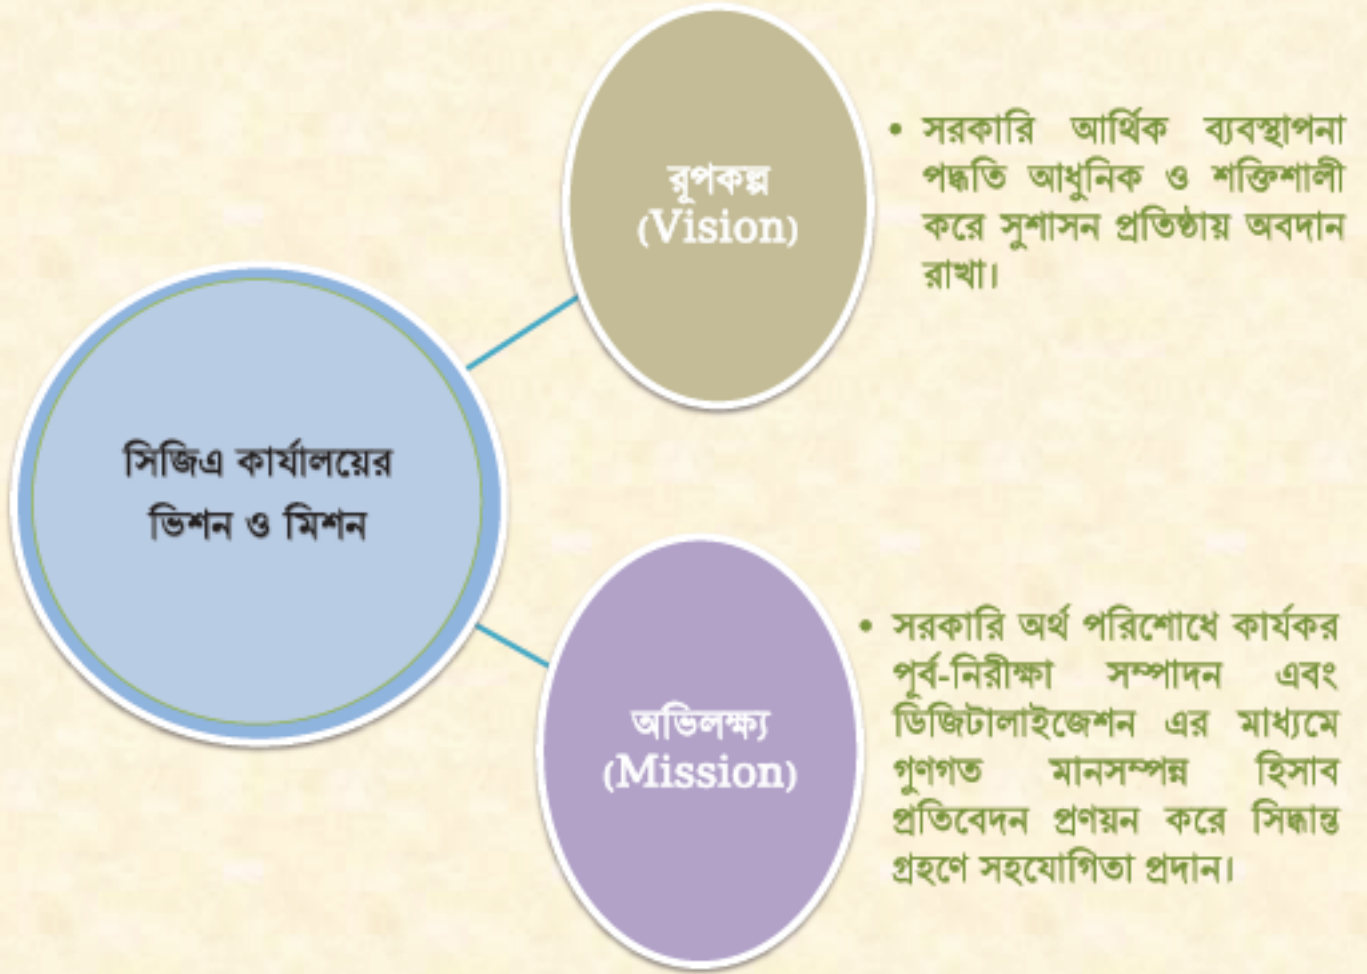 রূপকল্প
(Vision)
• সরকারি আর্থিক ব্যবস্থাপনা
পদ্ধতি আধুনিক ও শক্তিশালী
করে সুশাসন প্রতিষ্ঠায় অবদান
রাখা।
সিজিএ কার্যালয়ের
ভিশন ও মিশন
অভিলক্ষ্য
(Mission)
• সরকারি অর্থ পরিশোধে কার্যকর
পূর্ব-নিরীক্ষা সম্পাদন এবং
ডিজিটালাইজেশন এর মাধ্যমে
গুণগত মানসম্পন্ন হিসাব
প্রতিবেদন প্রণয়ন করে সিদ্ধান্ত
গ্রহণে সহযোগিতা প্রদান।